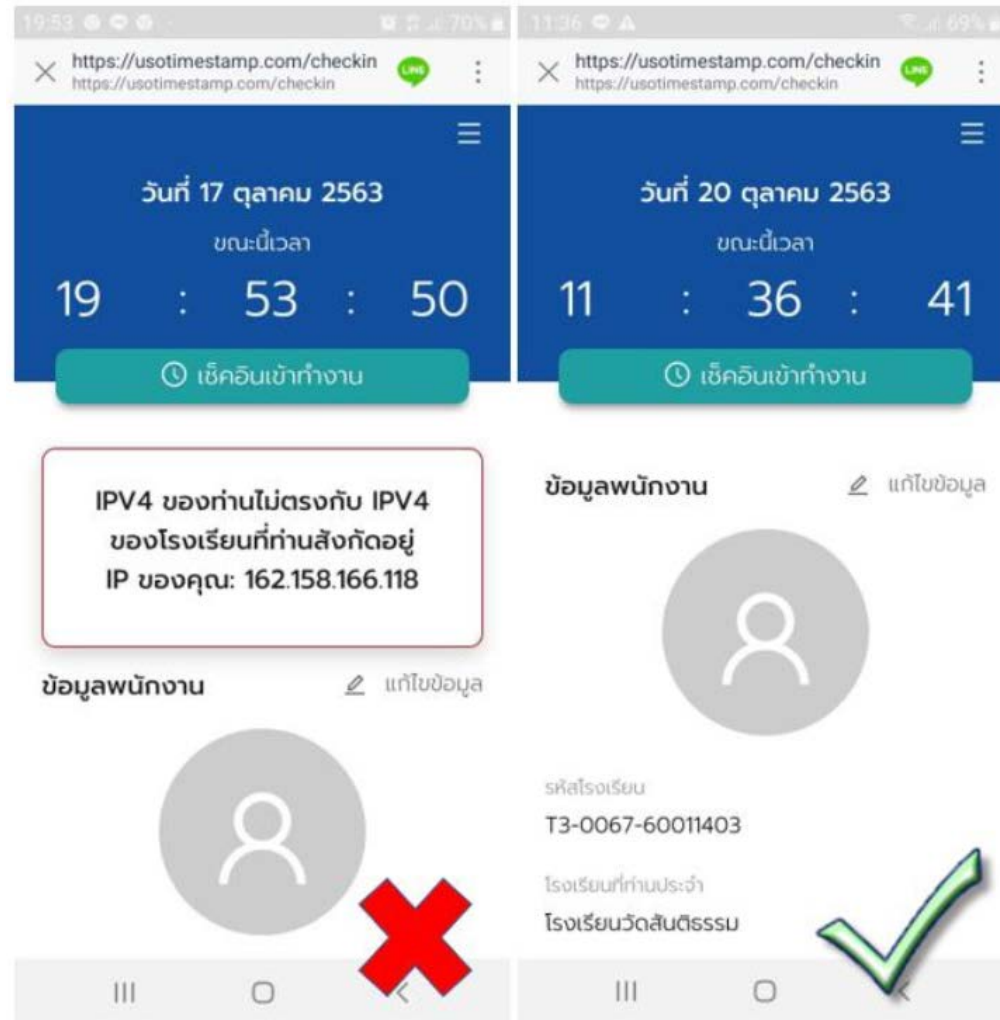 19:53
70%
https://usotimestamp.com/checkin
https://usotimestamp.com/checkin
LINE
วันที่ 17 ตุลาคม 2563
ขณะนี้เวลา
19 : 53 : 50
เช็คอินเข้าทำงาน
IPV4 ของท่านไม่ตรงกับ IPV4
ของโรงเรียนที่ท่านสังกัดอยู่
IP ของคุณ: 162.158.166.118
ข้อมูลพนักงาน
แก้ไขข้อมูล
11:36
69%
https://usotimestamp.com/checkin
https://usotimestamp.com/checkin
LINE
วันที่ 20 ตุลาคม 2563
ขณะนี้เวลา
11 : 36 : 41
เช็คอินเข้าทำงาน
ข้อมูลพนักงาน
แก้ไขข้อมูล
รหัสโรงเรียน
T3-0067-60011403
โรงเรียนที่ท่านประจำ
โรงเรียนวัดสันติธรรม